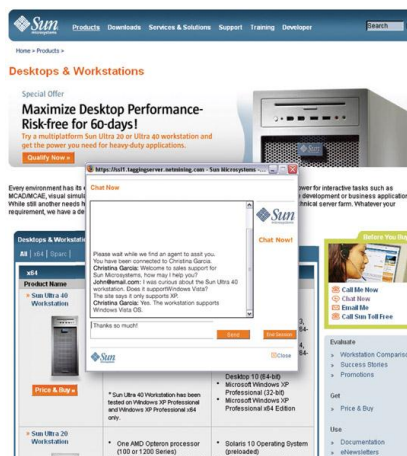 Sun
microsystems
Products Downloads Services & Solutions Support Training Developer
Search
Home » Products »
Desktops & Workstations
Special Offer
Maximize Desktop Performance-
Risk-free for 60-days!
Try a multiplatform Sun Ultra 20 or Ultra 40 workstation and
get the power you need for heavy-duty applications.
Qualify Now »
https://issl1.taggingserver.netmining.com - Sun Microsystems -...
Every environment has its
ower for interactive tasks such as
MCAD/MCAE, visual simula
development or business application
While still another needs
hnical server farm. Whatever your
requirement, we have a de
Chat Now
Sun
microsystems
Chat Now!
Please wait while we find an agent to assit you.
You have been connected to Christina Garcia.
Christina Garcia: Welcome to sales support for
Sun Microsystems, how may I help you?
John@email.com: I was curious about the Sun Ultra 40
workstation. Does it supportWindows Vista?
The site says it only supports XP.
Christina Garcia: Yes. The workstation supports
Windows Vista OS.
Thanks so much!
Send
End Session
Sun
Close
Desktops & Workstatio
All | x64 | Sparc |
x64
Product Name
Sun Ultra 40
Workstation
Price & Buy »
* Sun Ultra 40 Workstation has been
tested on Windows XP Professional
and Windows XP Professional x64
only.
Desktop 10 (64-bit)
Microsoft Windows XP
Professional (32-bit)
Microsoft Windows XP
Professional x64 Edition
Sun Ultra 20
Workstation
One AMD Opteron processor
(100 or 1200 Series)
Solaris 10 Operating System
(preloaded)
Before You Buy
Call Me Now
Chat Now
Email Me
Call Sun Toll Free
Evaluate
» Workstation Compariso
» Success Stories
» Promotions
Get
» Price & Buy
Use
» Documentation
» eNewsletters